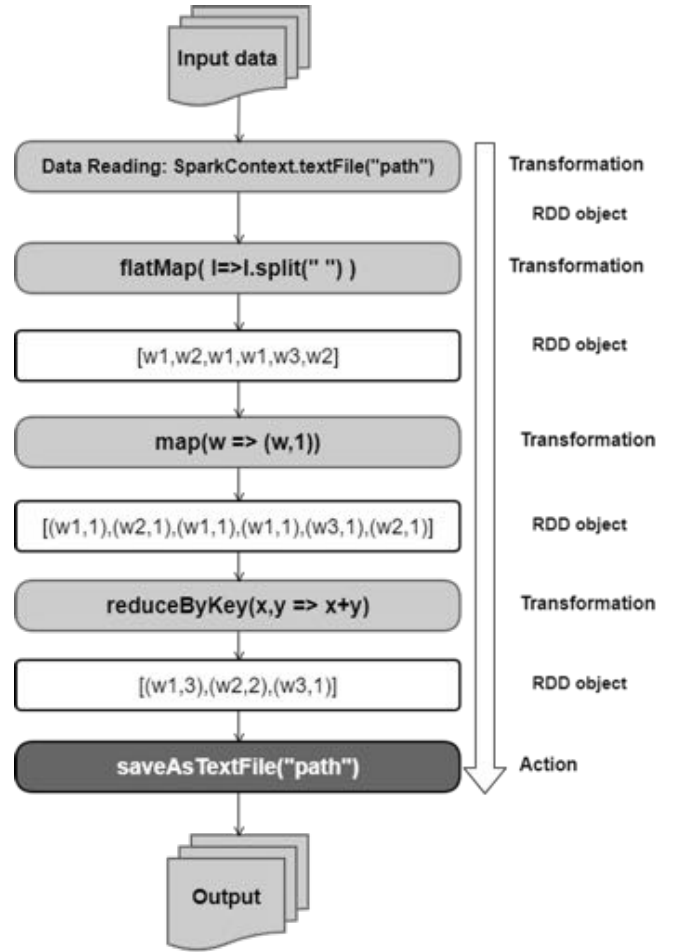 Input data
Data Reading: SparkContext.textFile("path")
Transformation
RDD object
flatMap( l=>l.split(" ") )
Transformation
[w1,w2,w1,w1,w3,w2]
RDD object
map(w => (w,1))
Transformation
[(w1,1),(w2,1),(w1,1),(w1,1),(w3,1),(w2,1)]
RDD object
reduceByKey(x,y => x+y)
Transformation
[(w1,3),(w2,2),(w3,1)]
RDD object
saveAsTextFile("path")
Action
Output